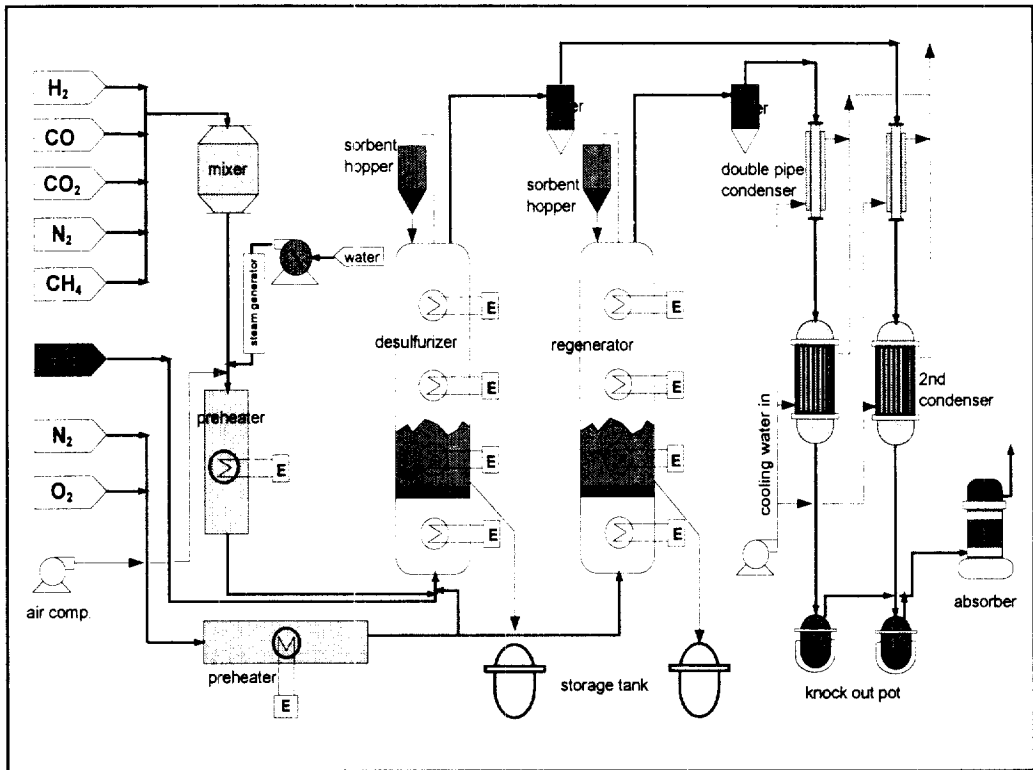 H₂
CO
CO₂
N₂
CH₄
N₂
O₂
air comp.
mixer
steam generator
water
preheater
E
preheater
E
sorbent
hopper
desulfurizer
E
E
E
E
sorbent
hopper
regenerator
E
E
E
E
storage tank
double pipe
condenser
2nd
condenser
cooling water in
knock out pot
absorber